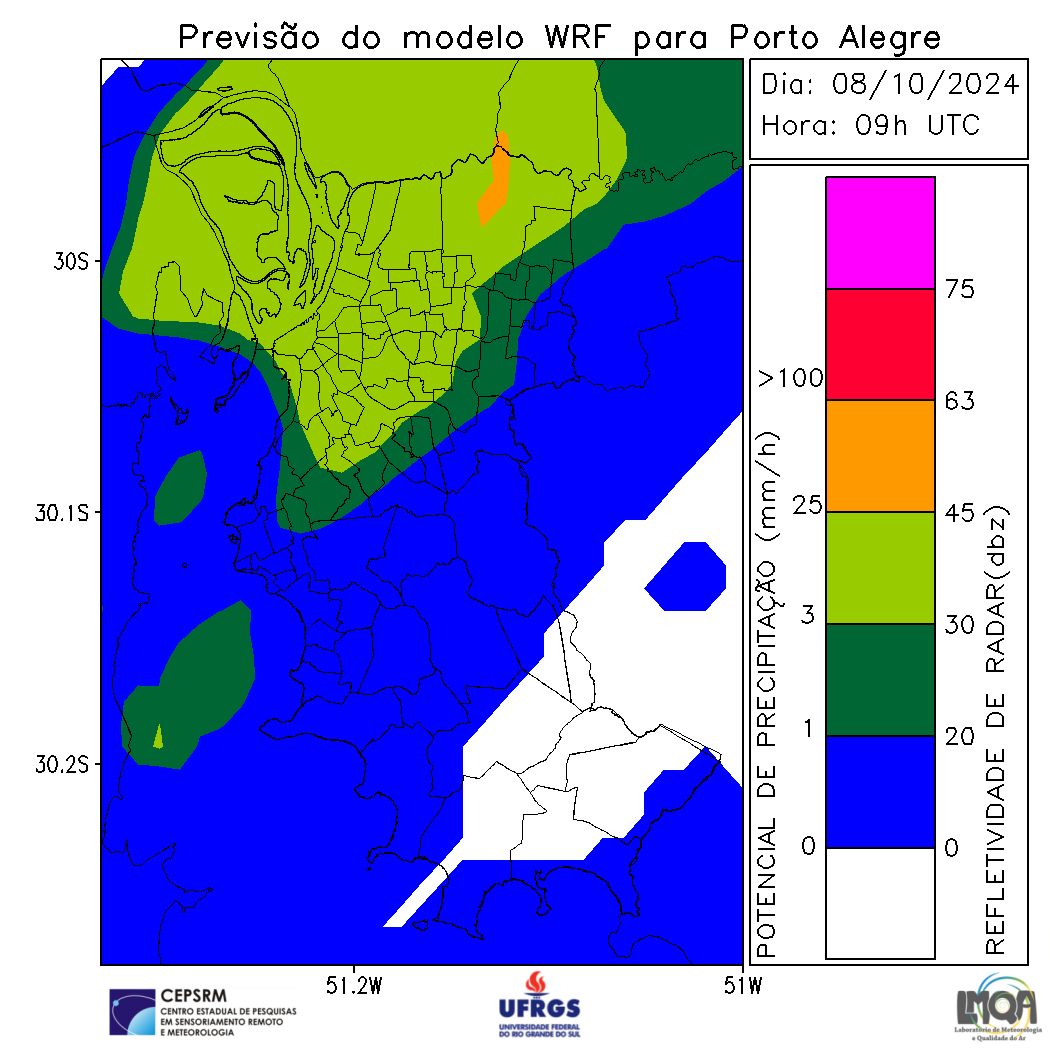 Previsão do modelo WRF para Porto Alegre
Dia: 08/10/2024
Hora: 09h UTC
30S
30.1S
30.2S
51.2W
51W
POTENCIAL DE PRECIPITAÇÃO (mm/h)
>100
25
3
1
0
75
63
45
30
20
0
REFLETIVIDADE DE RADAR(dbz)
CEPSRM
CENTRO ESTADUAL DE PESQUISAS
EM SENSORIAMENTO REMOTO
E METEOROLOGIA
UFRGS
UNIVERSIDADE FEDERAL
DO RIO GRANDE DO SUL
LMQA
Laboratório de Meteorologia
e Qualidade do Ar